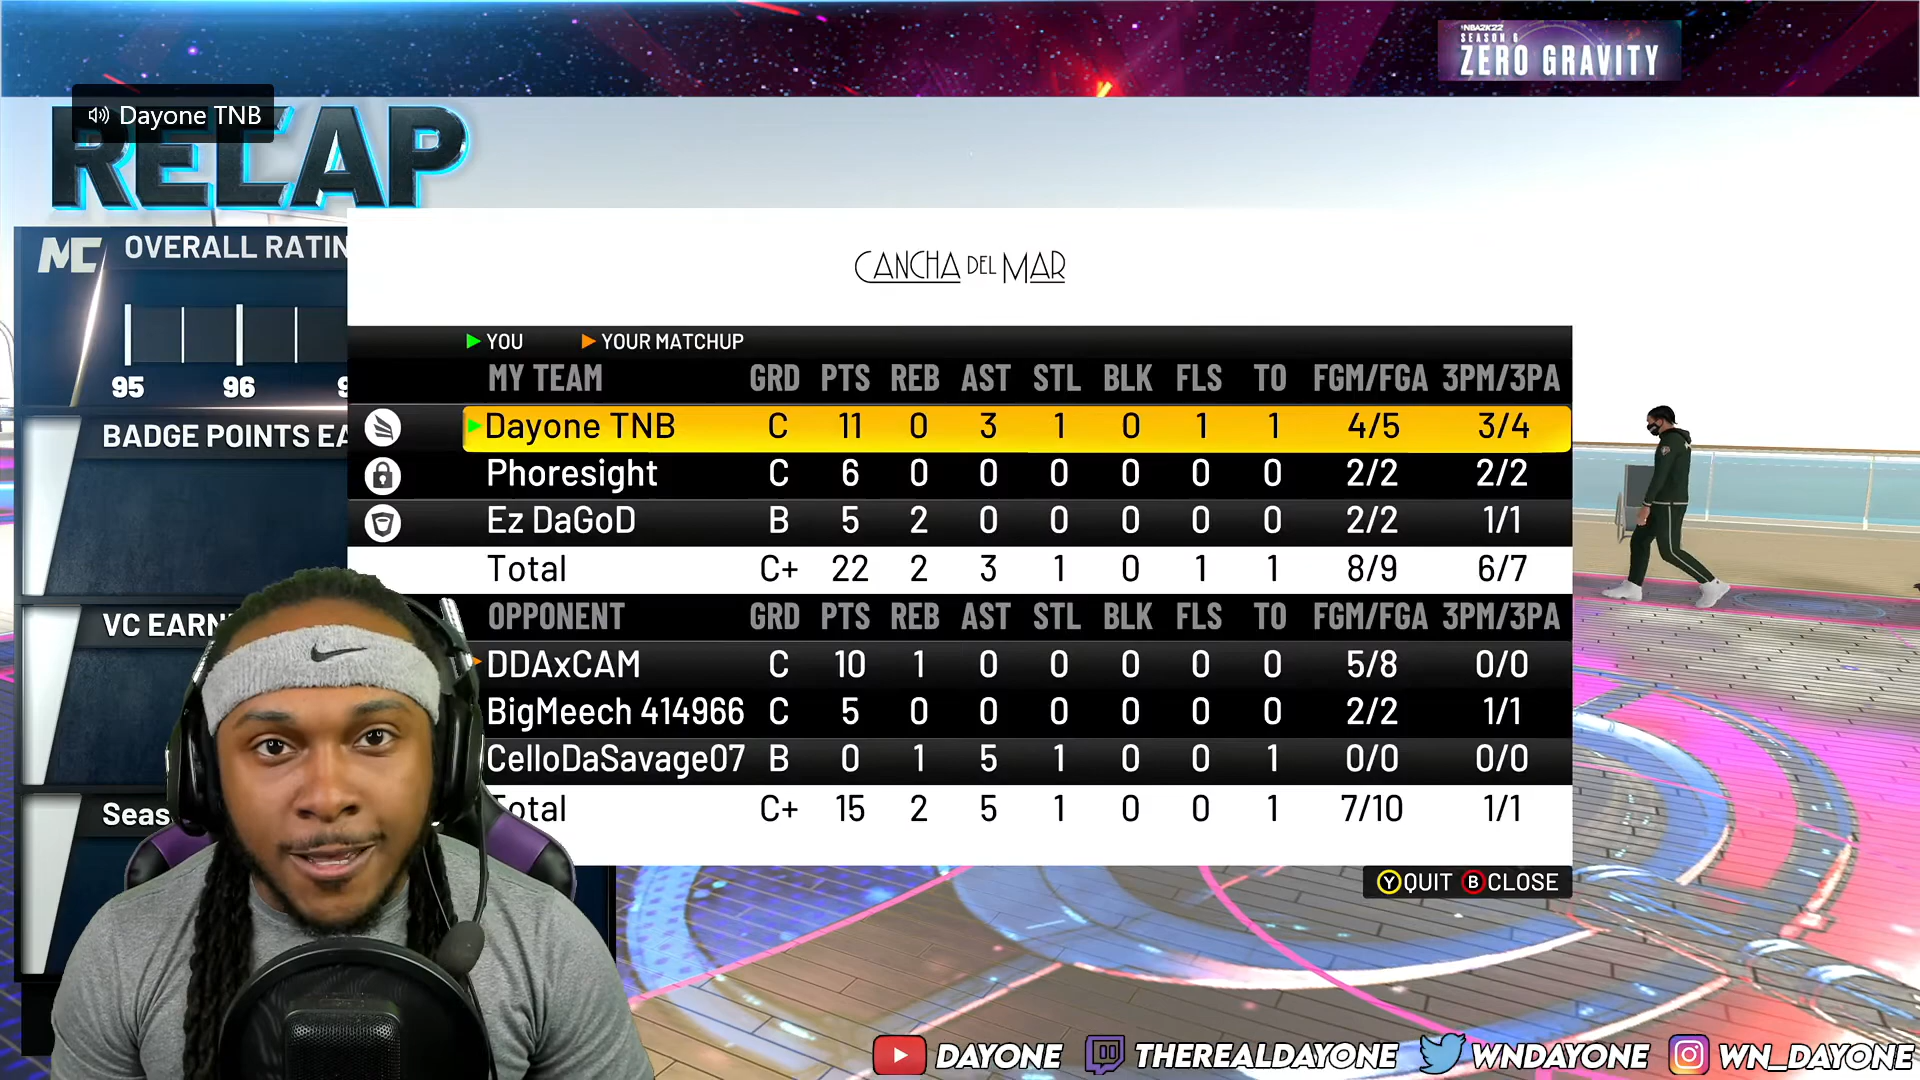 NBA2K22
SEASON 6
ZERO GRAVITY
Dayone TNB
RECAP
MC OVERALL RATIN
95 96
BADGE POINTS EA
VC EARN
Seas
CANCHA DEL MAR
YOU YOUR MATCHUP
MY TEAM GRD PTS REB AST STL BLK FLS TO FGM/FGA 3PM/3PA
Dayone TNB C 11 0 3 1 0 1 1 4/5 3/4
Phoresight C 6 0 0 0 0 0 0 2/2 2/2
Ez DaGoD B 5 2 0 0 0 0 0 2/2 1/1
Total C+ 22 2 3 1 0 1 1 8/9 6/7
OPPONENT GRD PTS REB AST STL BLK FLS TO FGM/FGA 3PM/3PA
DDAxCAM C 10 1 0 0 0 0 0 5/8 0/0
BigMeech 414966 C 5 0 0 0 0 0 0 2/2 1/1
CelloDaSavage07 B 0 1 5 1 0 0 1 0/0 0/0
Total C+ 15 2 5 1 0 0 1 7/10 1/1
Y QUIT B CLOSE
DAYONE THEREALDAYONE WNDAYONE WN_DAYONE